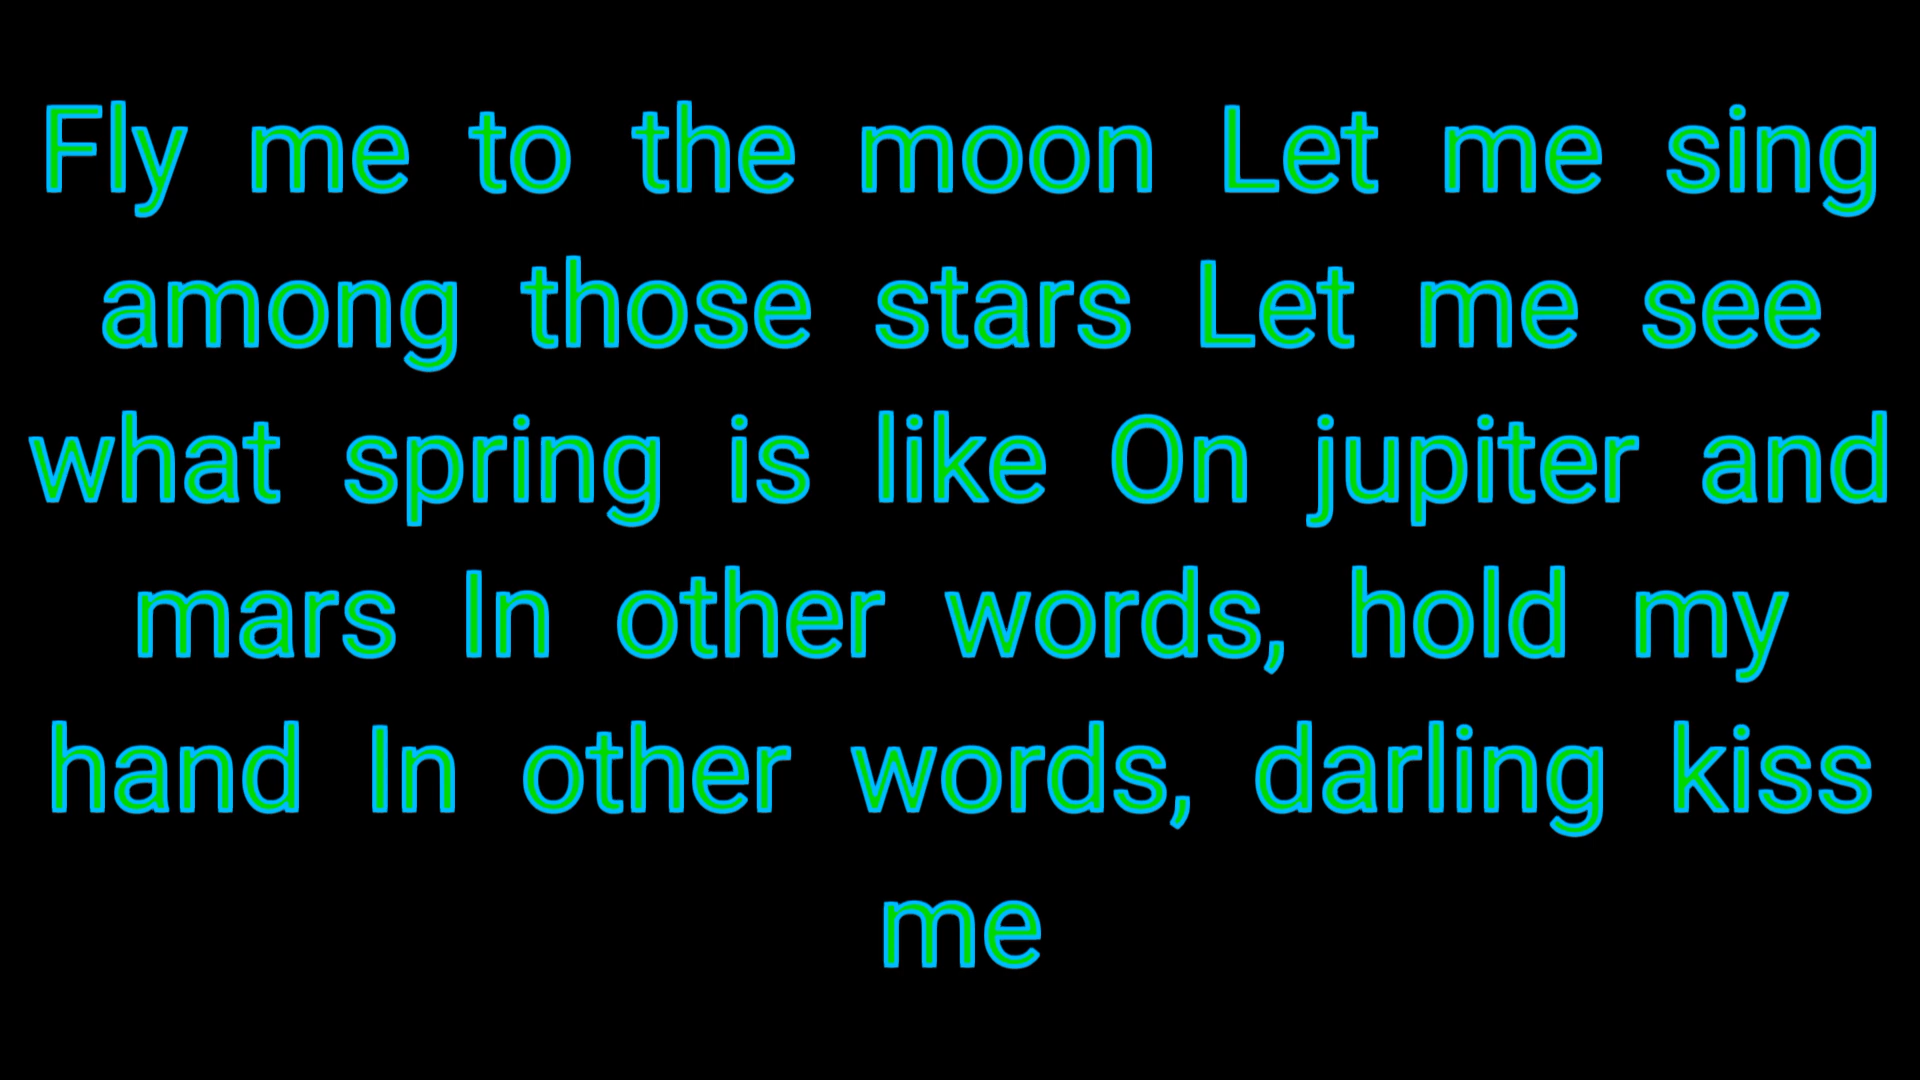 Fly me to the moon Let me sing
among those stars Let me see
what spring is like On jupiter and
mars In other words, hold my
hand In other words, darling kiss
me